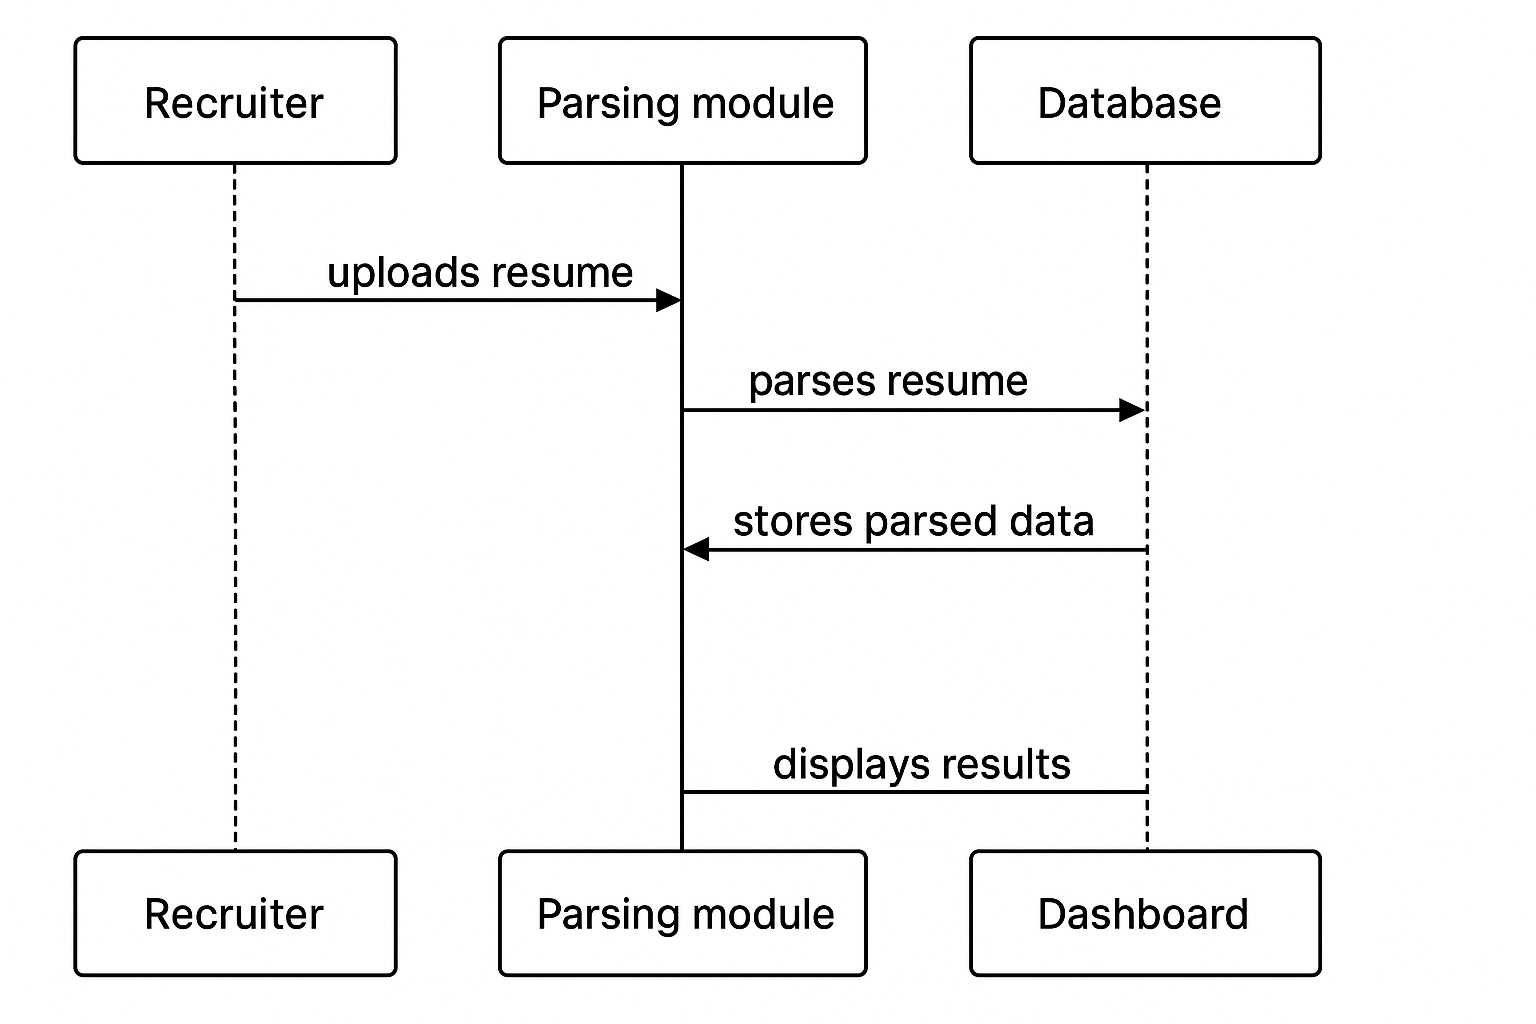 Recruiter
Parsing module
Database
uploads resume
parses resume
stores parsed data
displays results
Recruiter
Parsing module
Dashboard